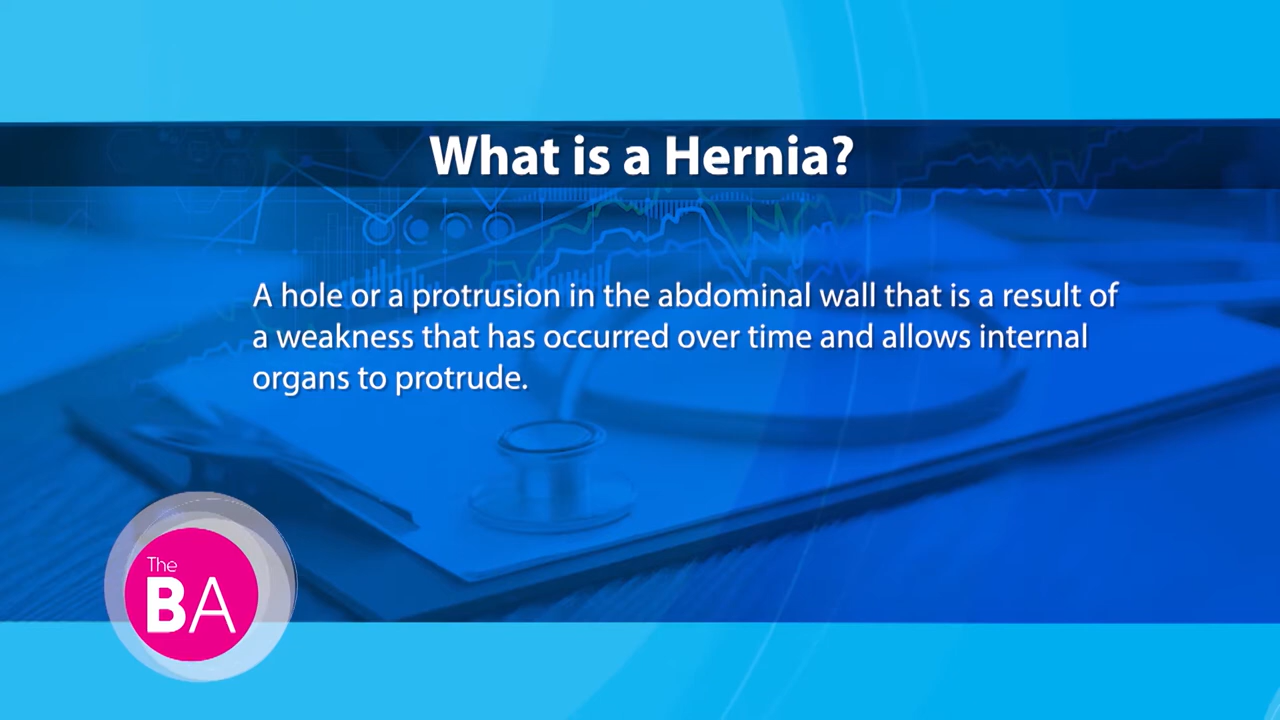 What is a Hernia?
A hole or a protrusion in the abdominal wall that is a result of
a weakness that has occurred over time and allows internal
organs to protrude.
The
BA